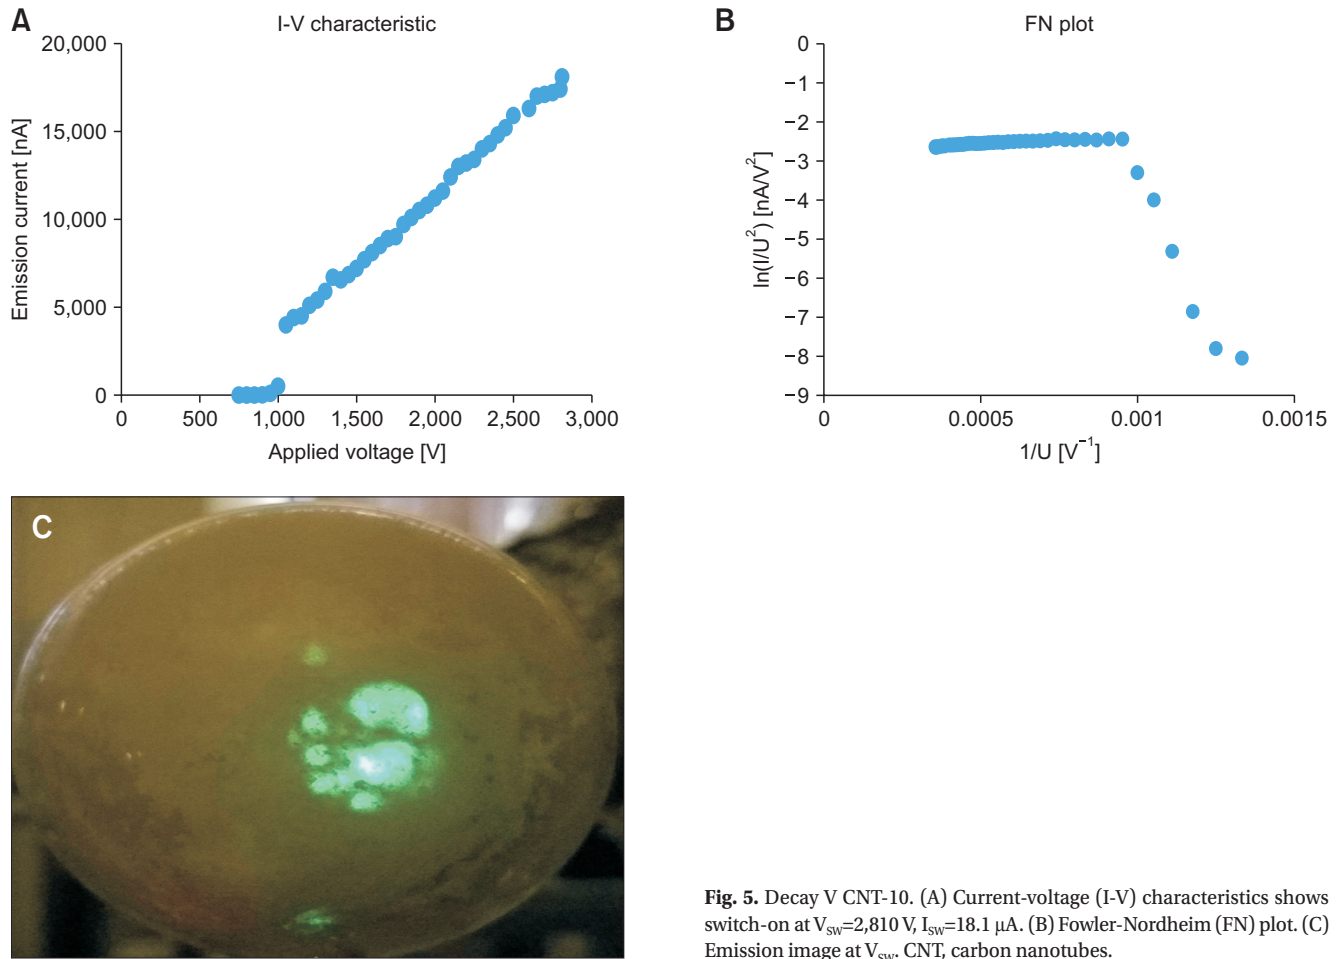 A
I-V characteristic
Emission current [nA]
20,000
15,000
10,000
5,000
0
0 500 1,000 1,500 2,000 2,500 3,000
Applied voltage [V]
B
FN plot
ln(I/U²) [nA/V²]
0
−1
−2
−3
−4
−5
−6
−7
−8
−9
0 0.0005 0.001 0.0015
1/U [V⁻¹]
C
Fig. 5. Decay V CNT-10. (A) Current-voltage (I-V) characteristics shows
switch-on at V_SW=2,810 V, I_SW=18.1 μA. (B) Fowler-Nordheim (FN) plot. (C)
Emission image at V_SW. CNT, carbon nanotubes.